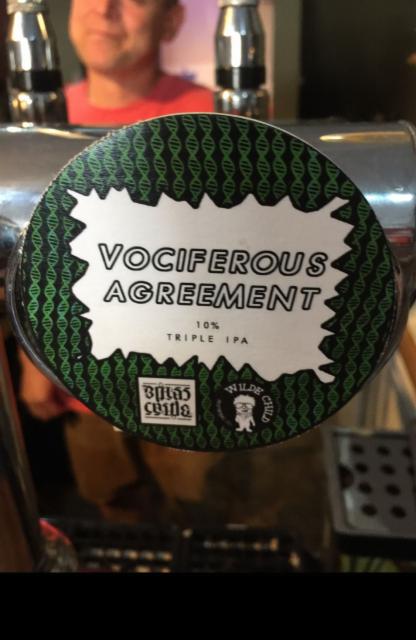 VOCIFEROUS
AGREEMENT
10%
TRIPLE IPA
WILDE CHILD